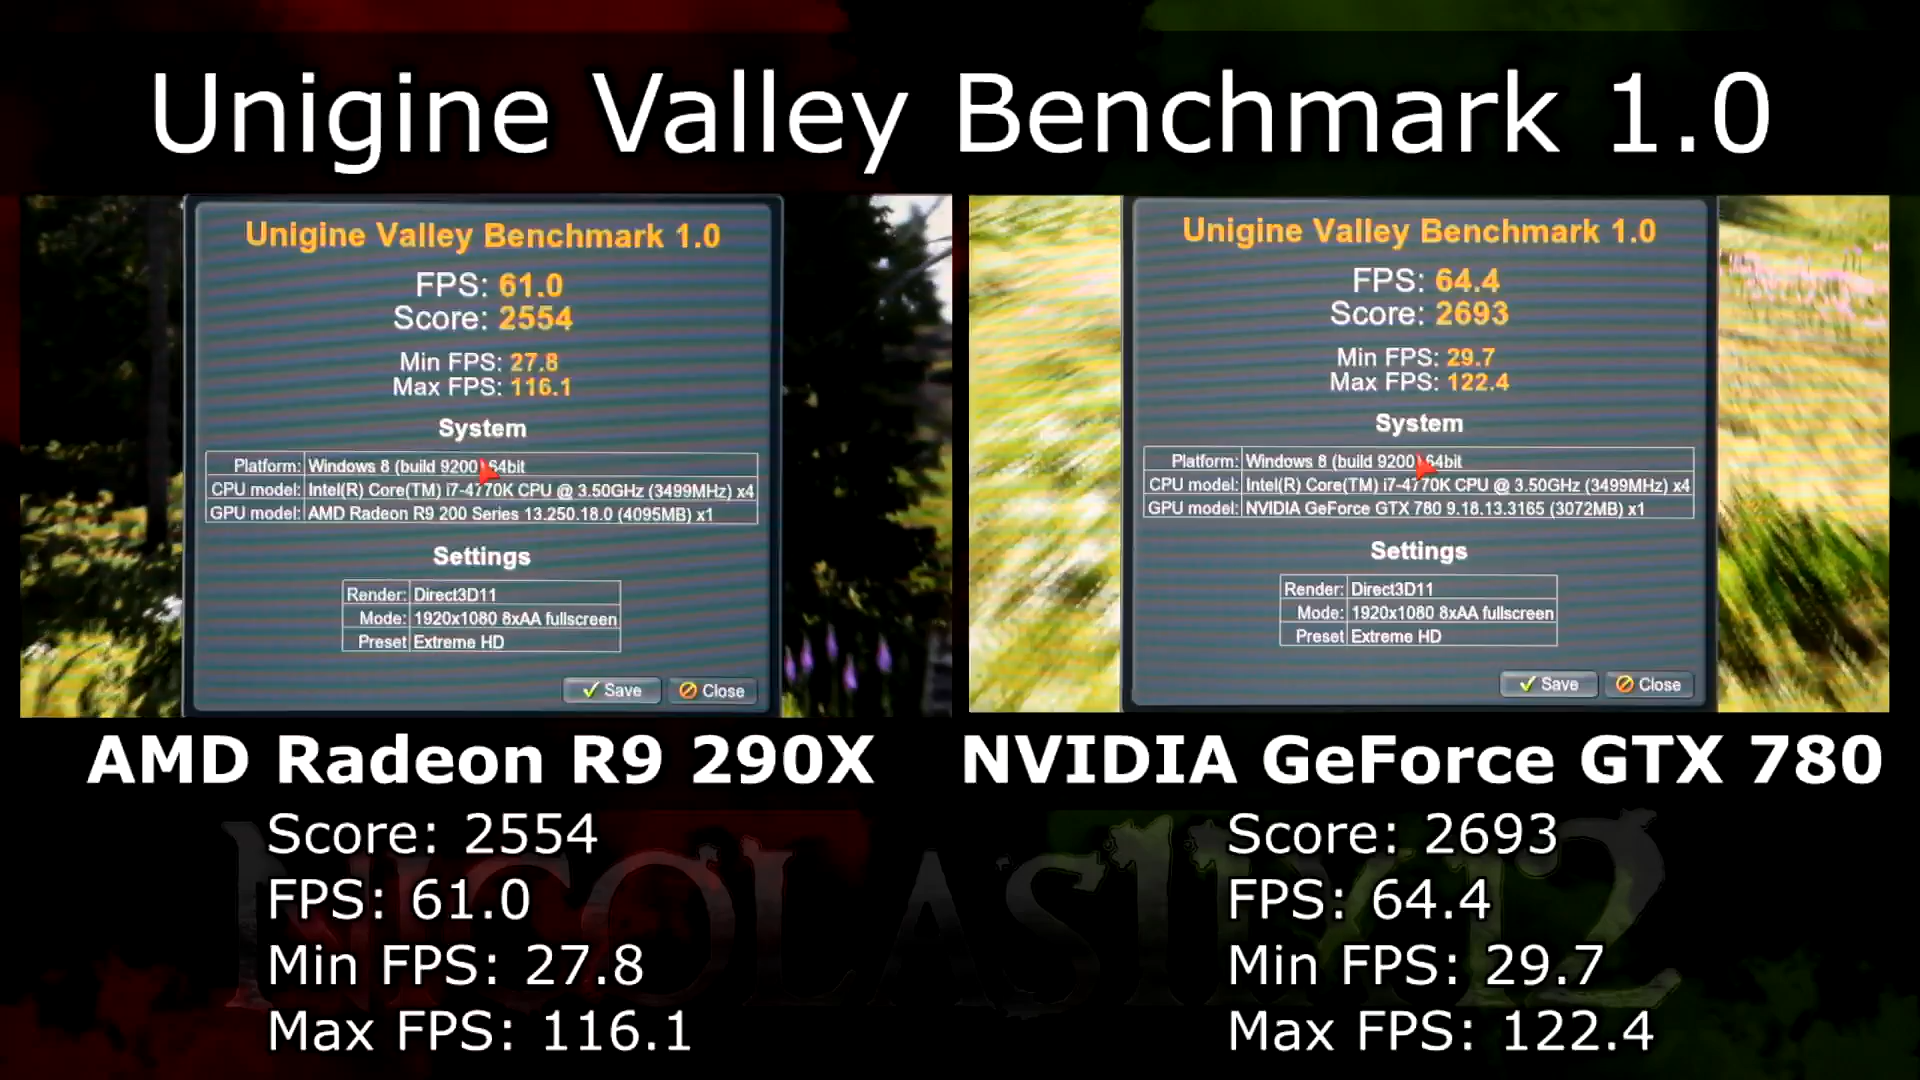 Unigine Valley Benchmark 1.0
Unigine Valley Benchmark 1.0
FPS: 61.0
Score: 2554
Min FPS: 27.8
Max FPS: 116.1
System
Platform: Windows 8 (build 9200) 64bit
CPU model: Intel(R) Core(TM) i7-4770K CPU @ 3.50GHz (3499MHz) x4
GPU model: AMD Radeon R9 200 Series 13.250.18.0 (4095MB) x1
Settings
Render: Direct3D11
Mode: 1920x1080 8xAA fullscreen
Preset Extreme HD
Save Close
Unigine Valley Benchmark 1.0
FPS: 64.4
Score: 2693
Min FPS: 29.7
Max FPS: 122.4
System
Platform: Windows 8 (build 9200) 64bit
CPU model: Intel(R) Core(TM) i7-4770K CPU @ 3.50GHz (3499MHz) x4
GPU model: NVIDIA GeForce GTX 780 9.18.13.3165 (3072MB) x1
Settings
Render: Direct3D11
Mode: 1920x1080 8xAA fullscreen
Preset Extreme HD
Save Close
AMD Radeon R9 290X
Score: 2554
FPS: 61.0
Min FPS: 27.8
Max FPS: 116.1
NVIDIA GeForce GTX 780
Score: 2693
FPS: 64.4
Min FPS: 29.7
Max FPS: 122.4